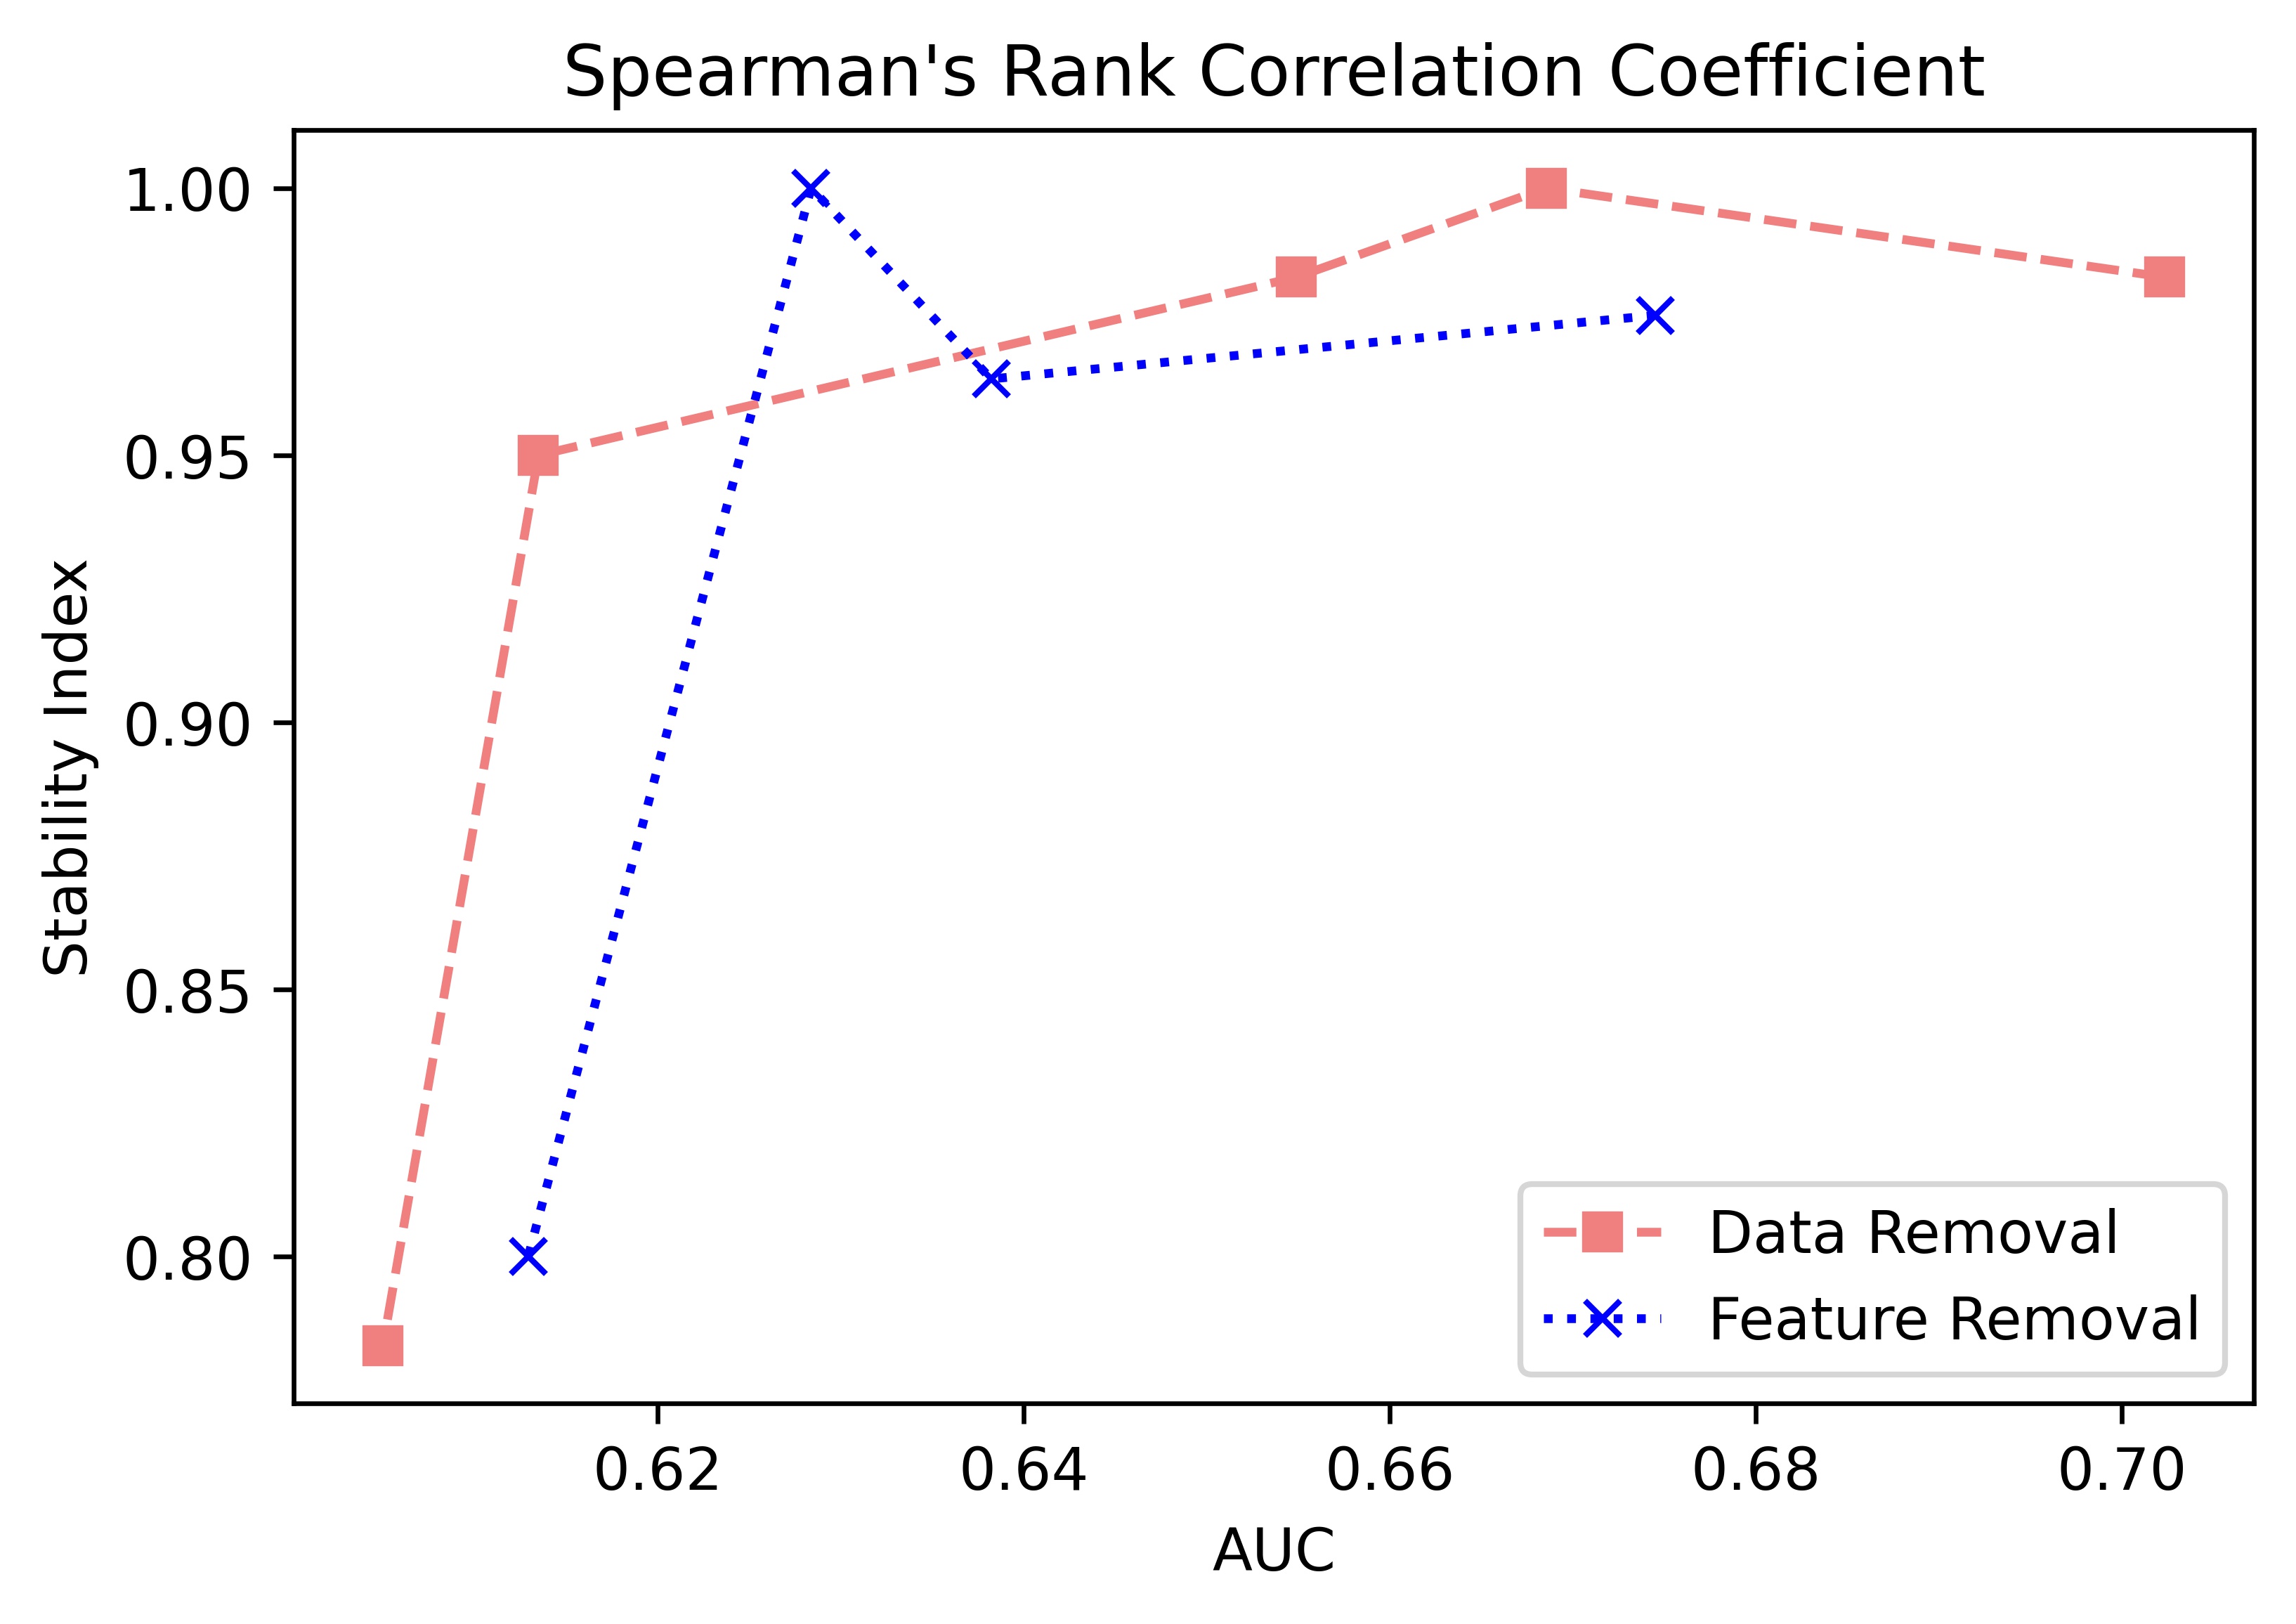 Spearman's Rank Correlation Coefficient
1.00
0.95
0.90
0.85
0.80
Stability Index
Data Removal
Feature Removal
0.62 0.64 0.66 0.68 0.70
AUC